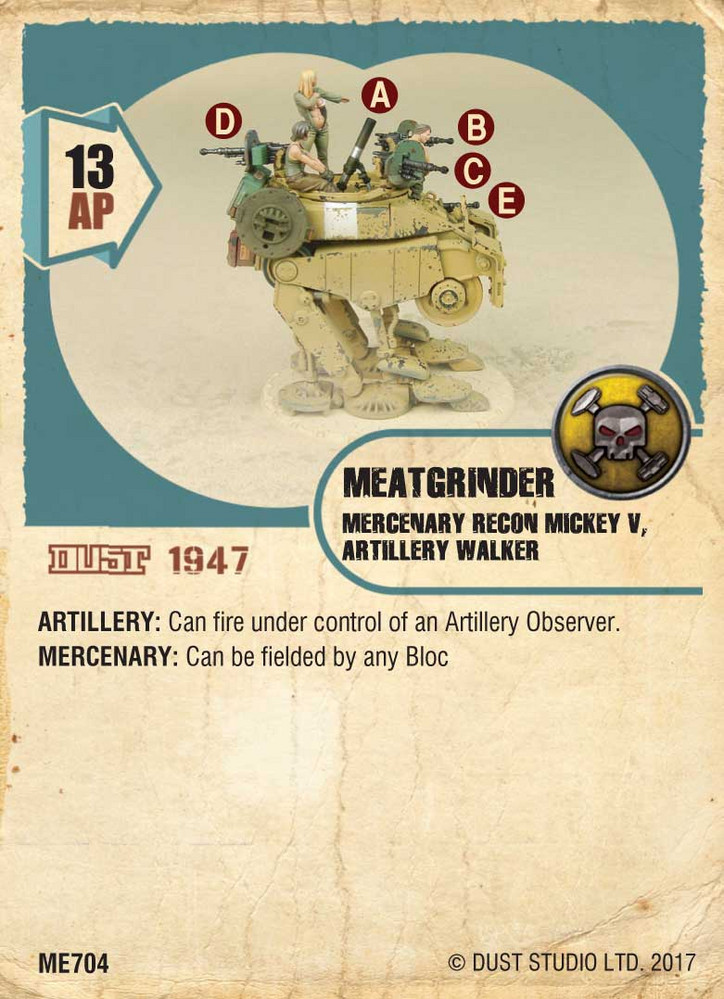 D
A
B
C
E
13
AP
MEATGRINDER
MERCENARY RECON MICKEY V,
ARTILLERY WALKER
DUST 1947
ARTILLERY: Can fire under control of an Artillery Observer.
MERCENARY: Can be fielded by any Bloc
ME704
© DUST STUDIO LTD. 2017